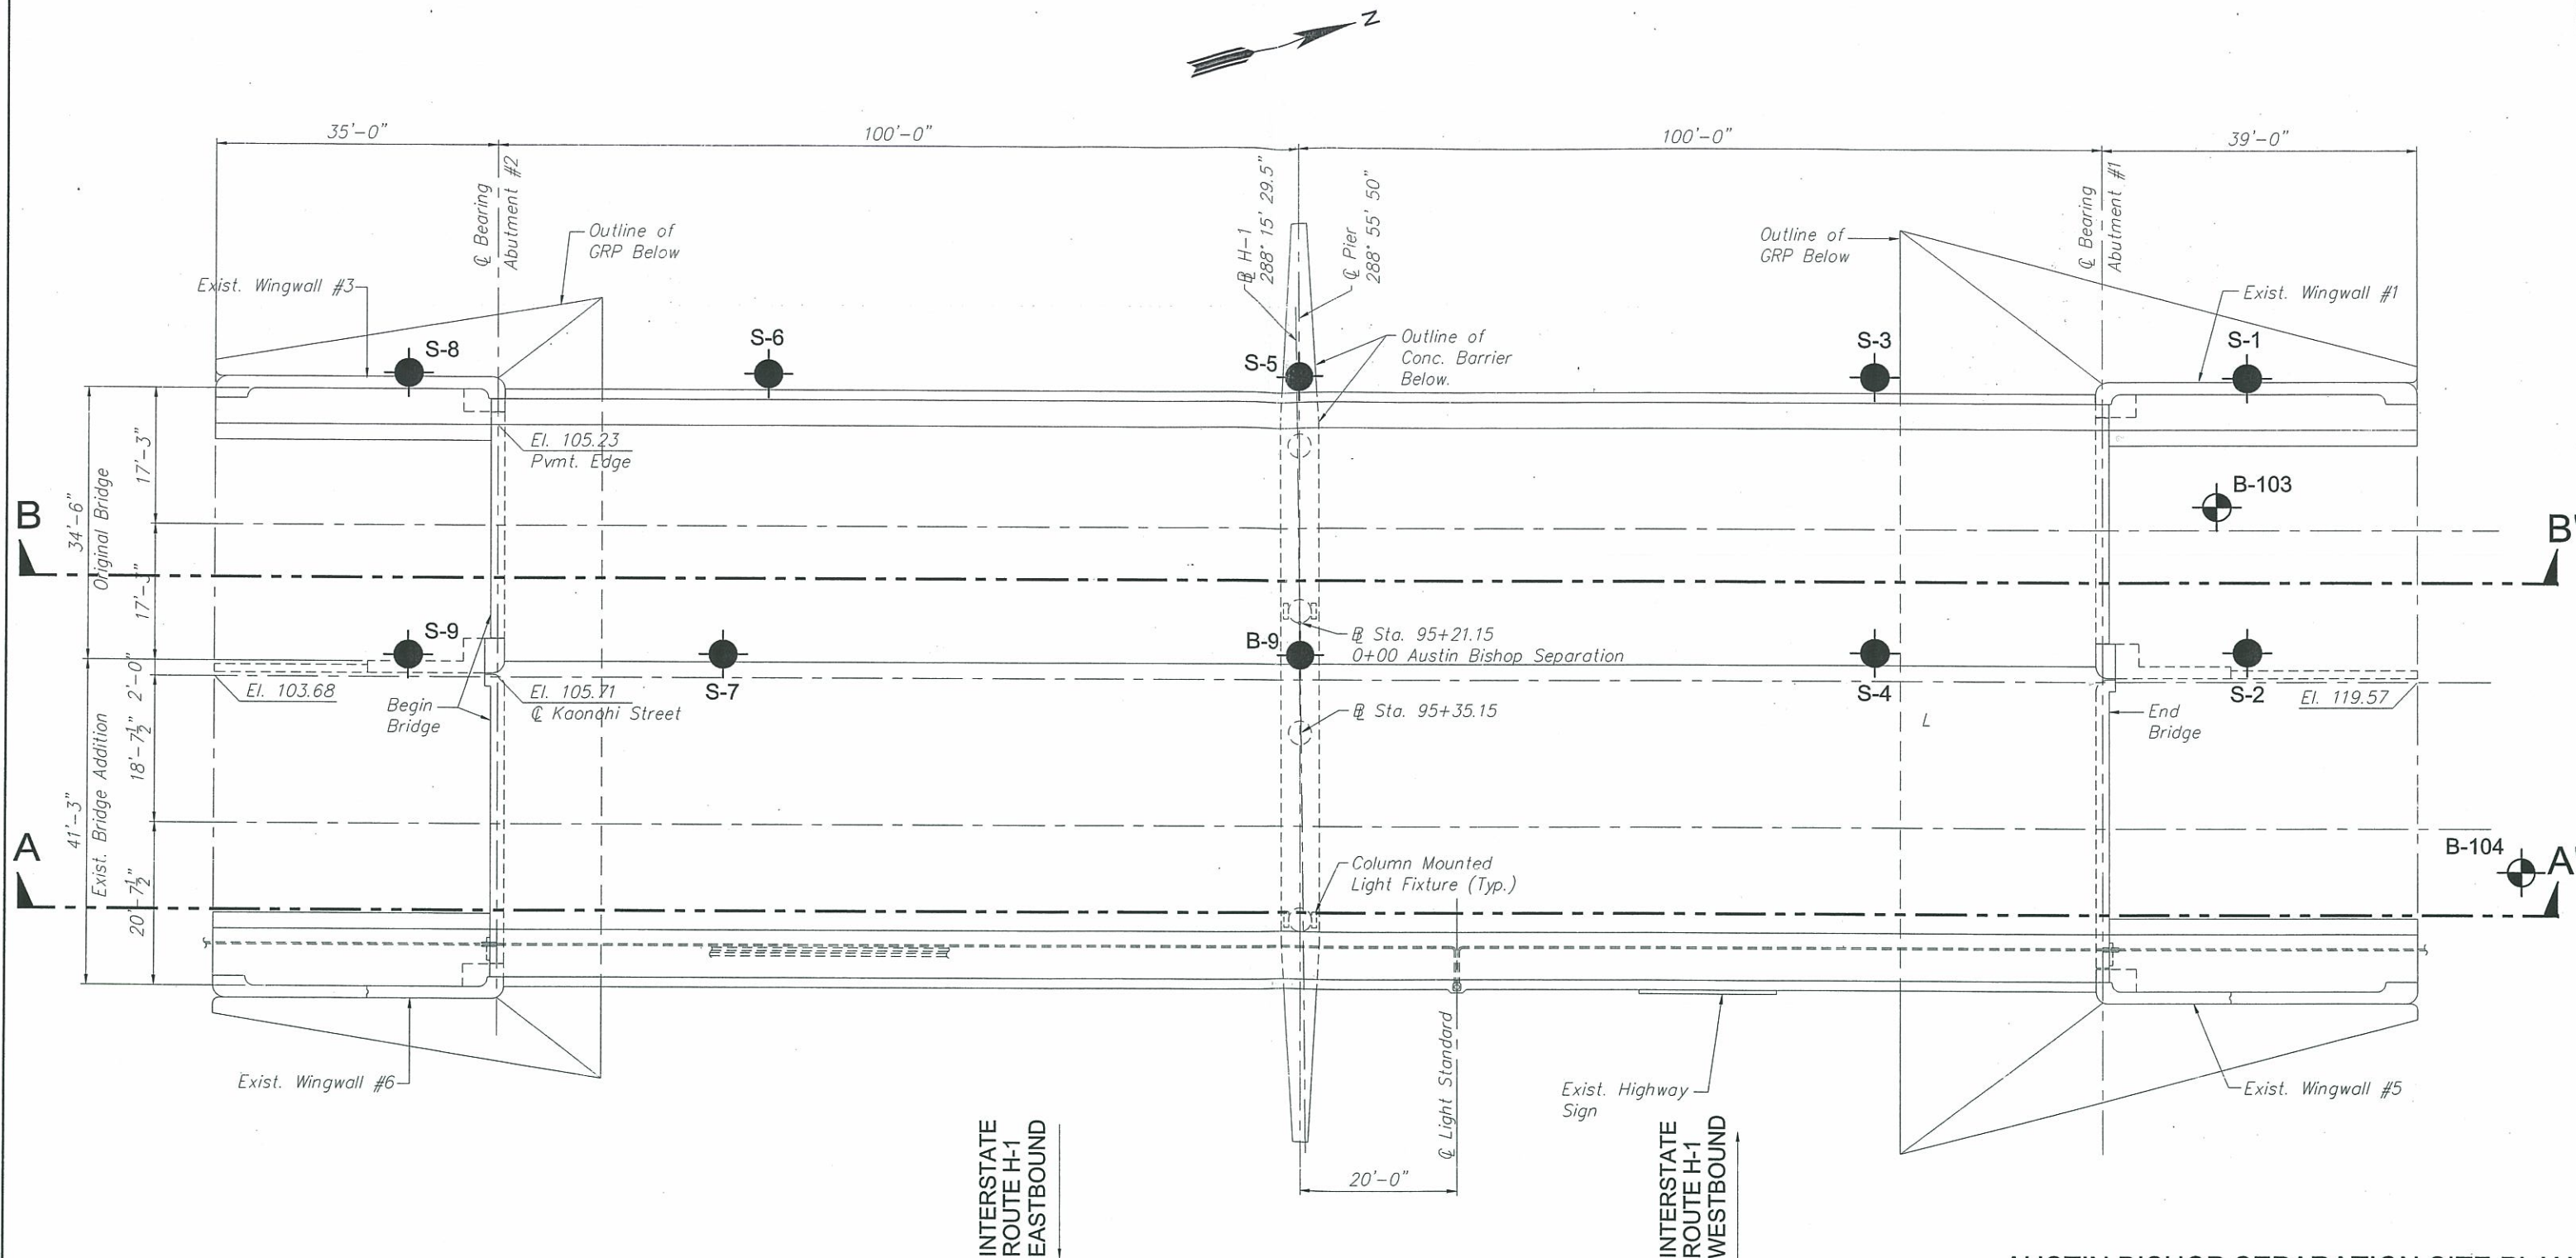 N
35'-0"
100'-0"
100'-0"
39'-0"
℄ Bearing
Abutment #2
Outline of
GRP Below
Exist. Wingwall #3
B̲L̲ H-1
288° 15' 29.5"
℄ Pier
288° 55' 50"
Outline of
GRP Below
℄ Bearing
Abutment #1
Exist. Wingwall #1
S-8
S-6
S-5
Outline of
Conc. Barrier
Below.
S-3
S-1
El. 105.23
Pvmt. Edge
17'-3"
34'-6"
Original Bridge
17'-3"
B
B'
B-103
S-9
B-9
BL Sta. 95+21.15
0+00 Austin Bishop Separation
S-7
S-4
S-2
El. 103.68
Begin
Bridge
El. 105.71
℄ Kaonohi Street
BL Sta. 95+35.15
L
End
Bridge
El. 119.57
2'-0"
18'-7½"
41'-3"
Exist. Bridge Addition
20'-7½"
A
Column Mounted
Light Fixture (Typ.)
B-104
A'
Exist. Wingwall #6
℄ Light Standard
Exist. Highway
Sign
Exist. Wingwall #5
20'-0"
INTERSTATE
ROUTE H-1
EASTBOUND
INTERSTATE
ROUTE H-1
WESTBOUND
AUSTIN BISHOP SEPARATION SITE PLAN